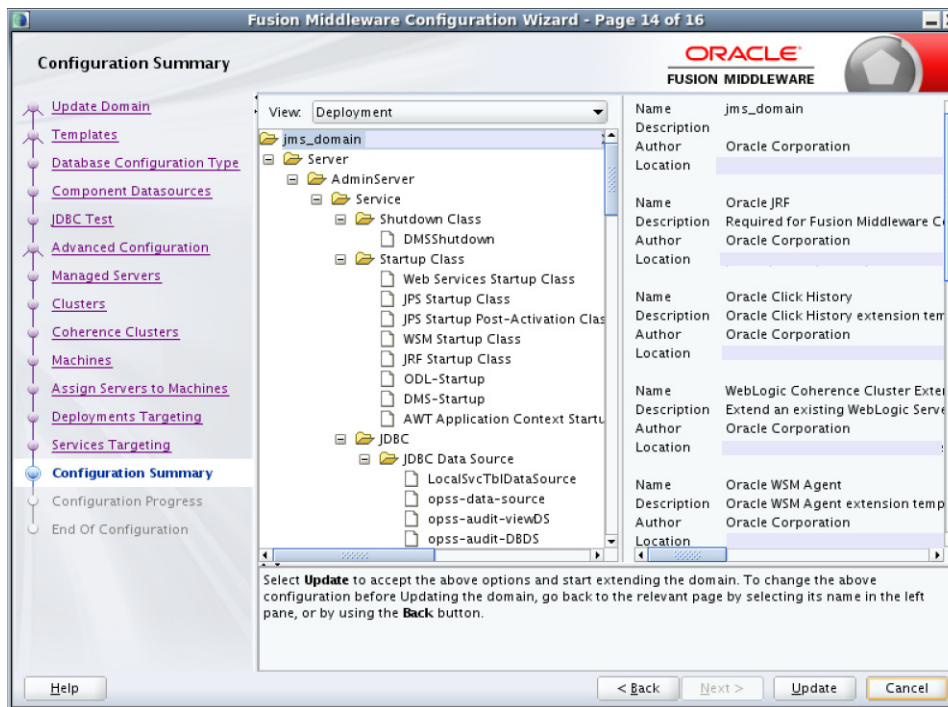 Fusion Middleware Configuration Wizard - Page 14 of 16
Configuration Summary
ORACLE
FUSION MIDDLEWARE
Update Domain
Templates
Database Configuration Type
Component Datasources
JDBC Test
Advanced Configuration
Managed Servers
Clusters
Coherence Clusters
Machines
Assign Servers to Machines
Deployments Targeting
Services Targeting
Configuration Summary
Configuration Progress
End Of Configuration
View: Deployment
jms_domain
Server
AdminServer
Service
Shutdown Class
DMSShutdown
Startup Class
Web Services Startup Class
JPS Startup Class
JPS Startup Post-Activation Clas
WSM Startup Class
JRF Startup Class
ODL-Startup
DMS-Startup
AWT Application Context Startu
JDBC
JDBC Data Source
LocalSvcTblDataSource
opss-data-source
opss-audit-viewDS
opss-audit-DBDS
Name jms_domain
Description
Author Oracle Corporation
Location
Name Oracle JRF
Description Required for Fusion Middleware Co
Author Oracle Corporation
Location
Name Oracle Click History
Description Oracle Click History extension tem
Author Oracle Corporation
Location
Name WebLogic Coherence Cluster Exter
Description Extend an existing WebLogic Serve
Author Oracle Corporation
Location
Name Oracle WSM Agent
Description Oracle WSM Agent extension temp
Author Oracle Corporation
Location
Select Update to accept the above options and start extending the domain. To change the above
configuration before Updating the domain, go back to the relevant page by selecting its name in the left
pane, or by using the Back button.
Help
< Back
Next >
Update
Cancel